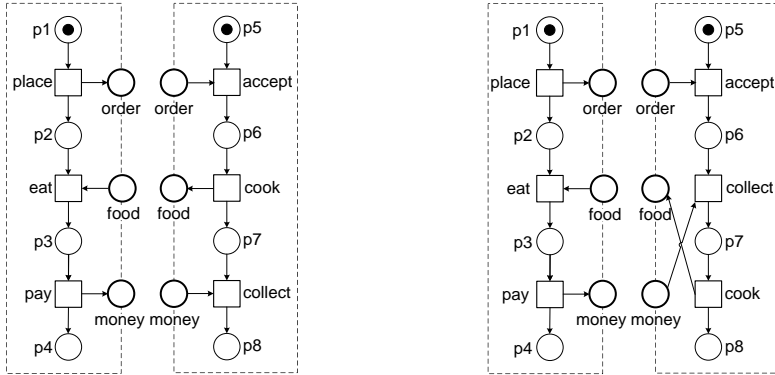 p1 p5 p1 p5
place accept place accept
order order order order
p2 p6 p2 p6
eat cook eat collect
food food food food
p3 p7 p3 p7
pay collect pay cook
money money money money
p4 p8 p4 p8